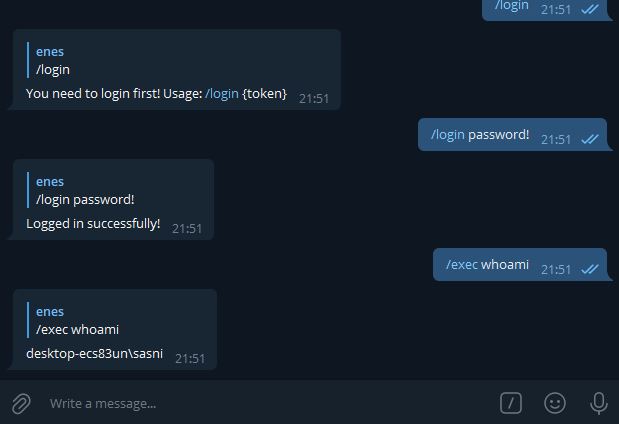 /login 21:51
enes
/login
You need to login first! Usage: /login {token} 21:51
/login password! 21:51
enes
/login password!
Logged in successfully! 21:51
/exec whoami 21:51
enes
/exec whoami
desktop-ecs83un\sasni 21:51
Write a message...